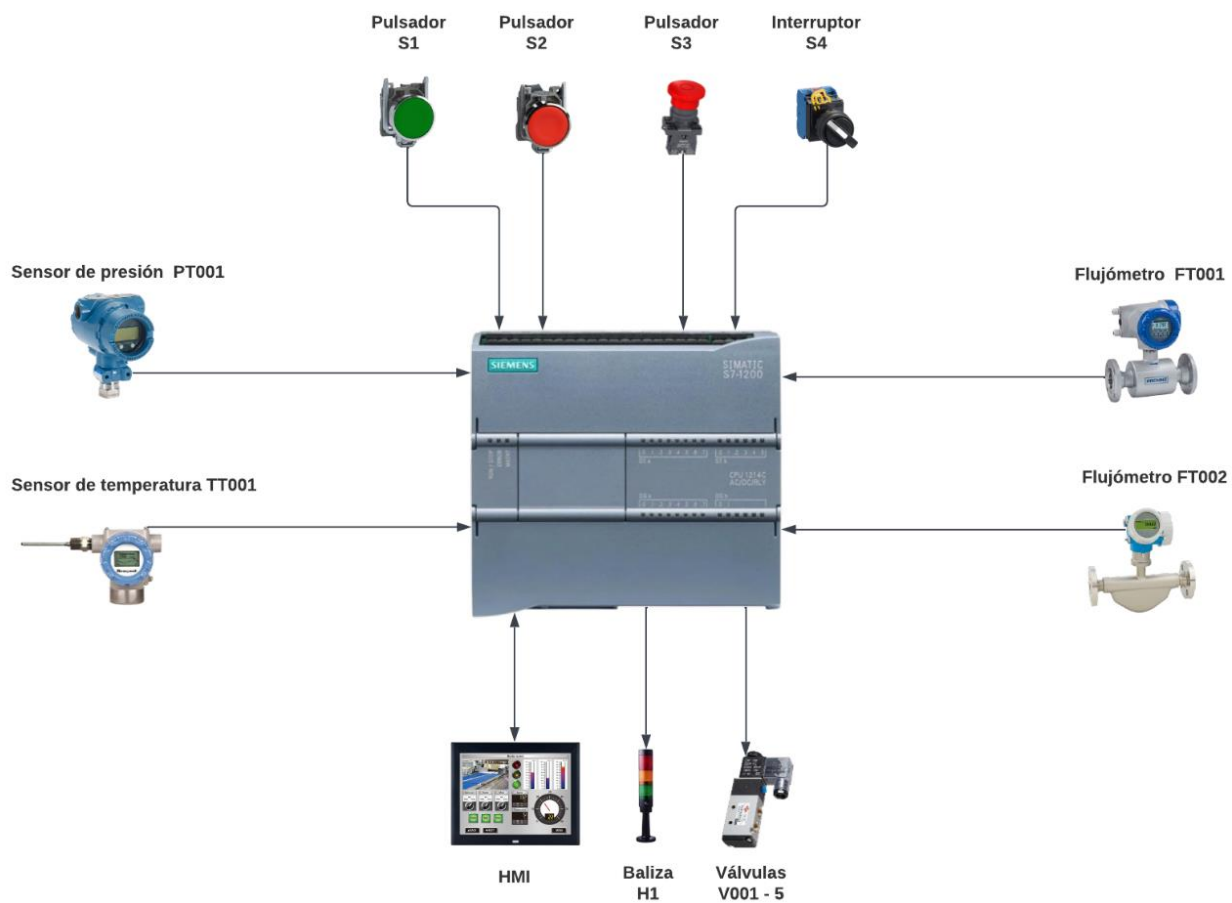 Pulsador
S1
Pulsador
S2
Pulsador
S3
Interruptor
S4
Sensor de presión PT001
Flujómetro FT001
SIEMENS
SIMATIC
S7-1200
Sensor de temperatura TT001
Flujómetro FT002
CPU 1214C
AC/DC/RLY
HMI
Baliza
H1
Válvulas
V001 - 5